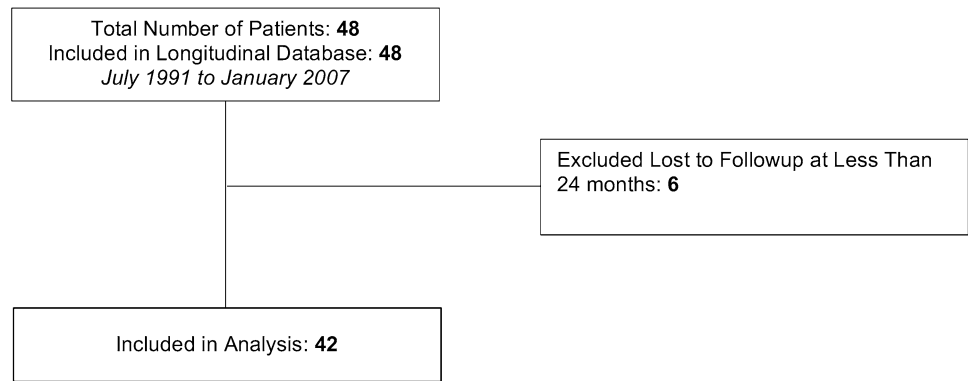 Total Number of Patients: 48
Included in Longitudinal Database: 48
July 1991 to January 2007
Excluded Lost to Followup at Less Than
24 months: 6
Included in Analysis: 42